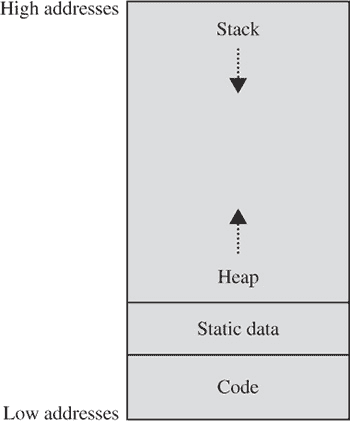 High addresses
Stack
Heap
Static data
Code
Low addresses